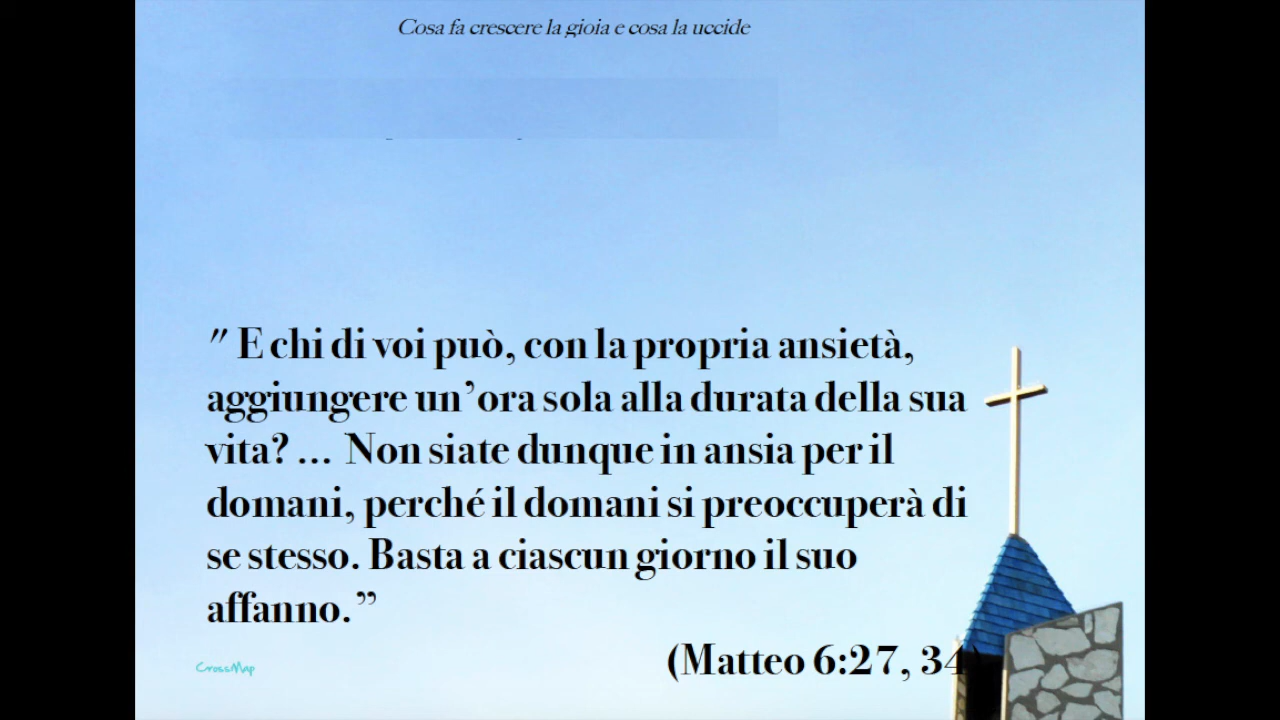 Cosa fa crescere la gioia e cosa la uccide
" E chi di voi può, con la propria ansietà,
aggiungere un’ora sola alla durata della sua
vita? ... Non siate dunque in ansia per il
domani, perché il domani si preoccuperà di
se stesso. Basta a ciascun giorno il suo
affanno.”
(Matteo 6:27, 34)
CrossMap